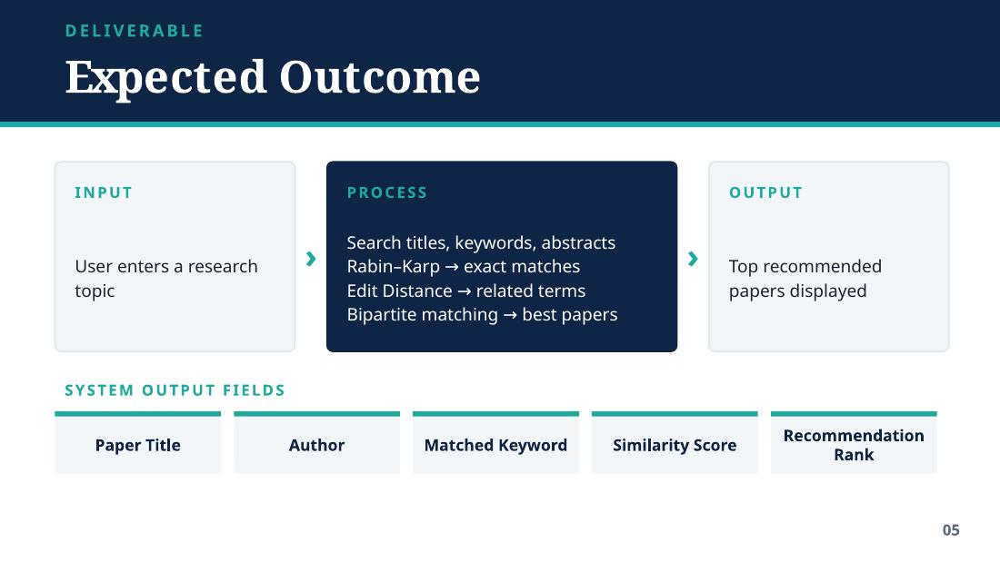 DELIVERABLE
Expected Outcome
INPUT
User enters a research
topic
›
PROCESS
Search titles, keywords, abstracts
Rabin–Karp → exact matches
Edit Distance → related terms
Bipartite matching → best papers
›
OUTPUT
Top recommended
papers displayed
SYSTEM OUTPUT FIELDS
Paper Title
Author
Matched Keyword
Similarity Score
Recommendation
Rank
05